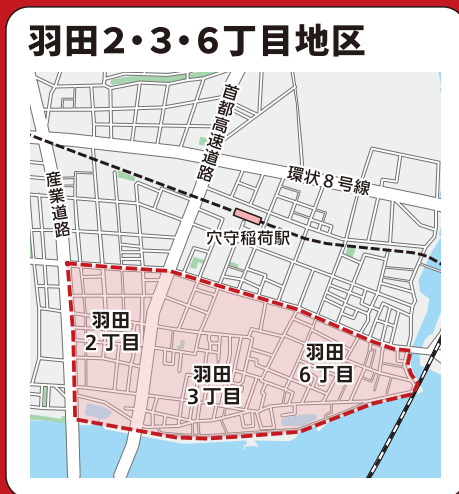 羽田2・3・6丁目地区
首都高速道路
環状8号線
産業道路
穴守稲荷駅
羽田
2丁目
羽田
3丁目
羽田
6丁目